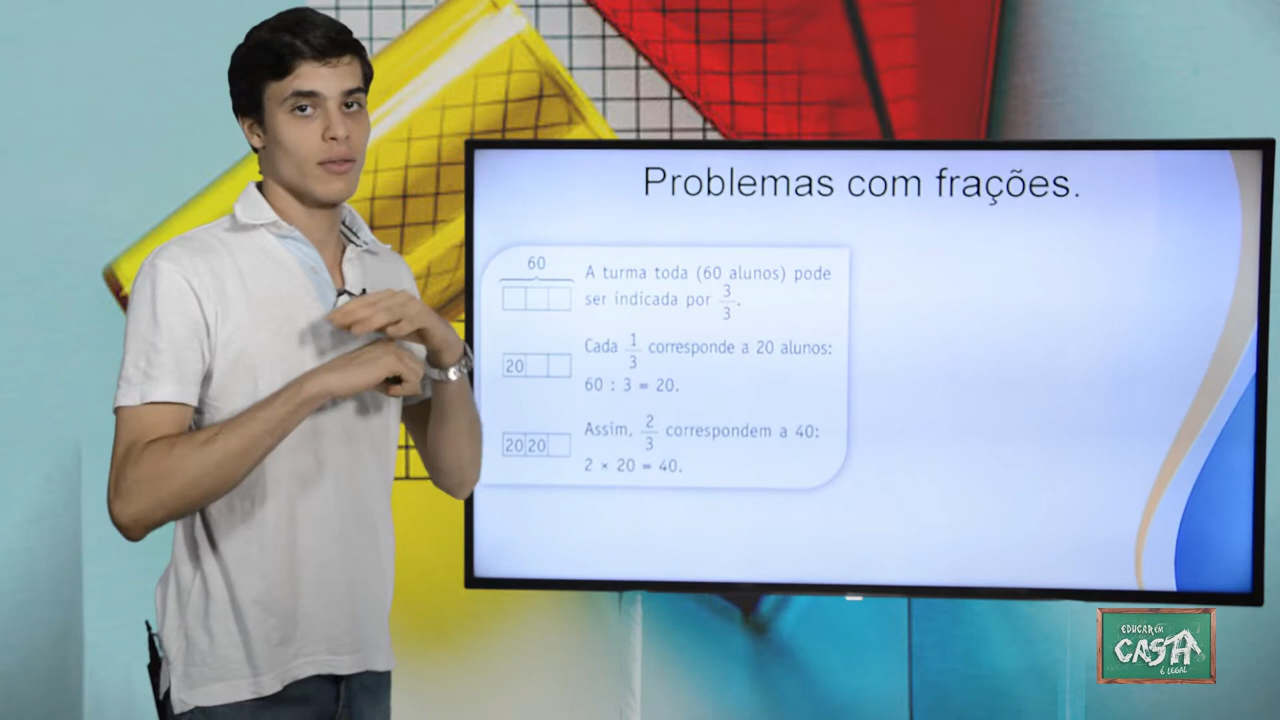 Problemas com frações.
60
A turma toda (60 alunos) pode
ser indicada por 3/3.
Cada 1/3 corresponde a 20 alunos:
20
60 : 3 = 20.
Assim, 2/3 correspondem a 40:
20 20
2 × 20 = 40.
EDUCAR EM
CASA
É LEGAL